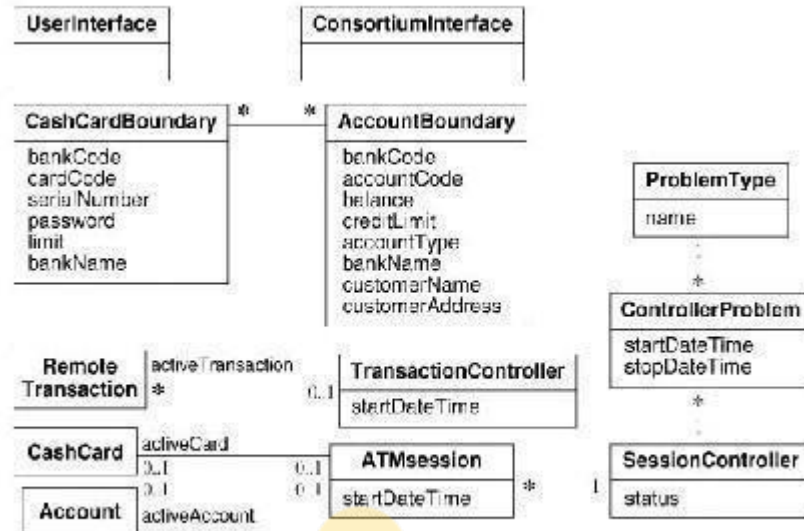 UserInterface
ConsortiumInterface
CashCardBoundary
bankCode
cardCode
serialNumber
password
limit
bankName
*
*
AccountBoundary
bankCode
accountCode
balance
creditLimit
accountType
bankName
customerName
customerAddress
ProblemType
name
*
ControllerProblem
startDateTime
stopDateTime
*
Remote
Transaction
activeTransaction
*
0..1
TransactionController
startDateTime
CashCard
activeCard
0..1
0..1
ATMsession
startDateTime
Account
0..1
activeAccount
0..1
*
1
SessionController
status